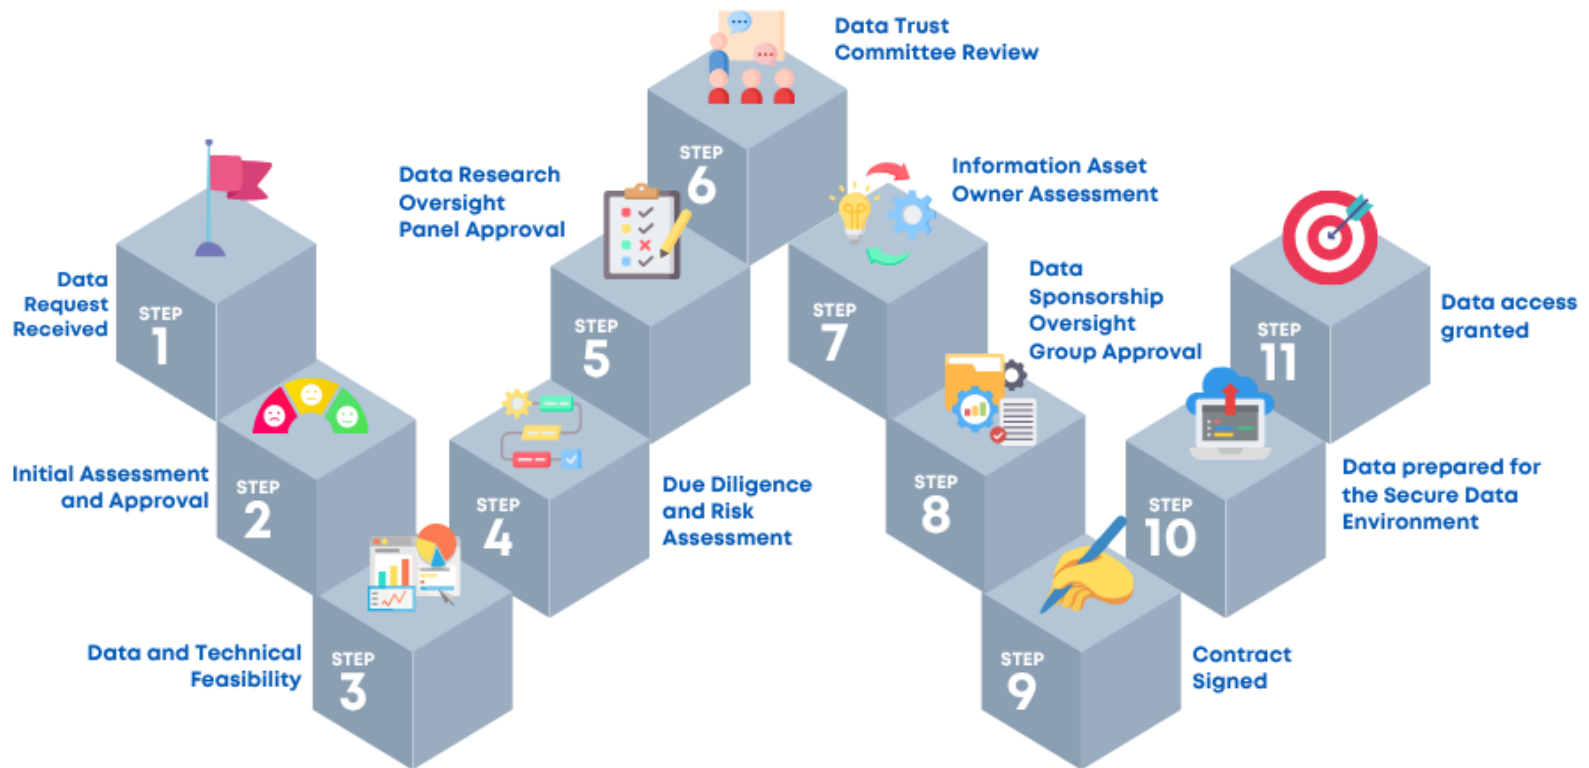 STEP
1
Data
Request
Received
STEP
2
Initial Assessment
and Approval
STEP
3
Data and Technical
Feasibility
STEP
4
Due Diligence
and Risk
Assessment
STEP
5
Data Research
Oversight
Panel Approval
STEP
6
Data Trust
Committee Review
STEP
7
Information Asset
Owner Assessment
STEP
8
Data
Sponsorship
Oversight
Group Approval
STEP
9
Contract
Signed
STEP
10
Data prepared for
the Secure Data
Environment
STEP
11
Data access
granted